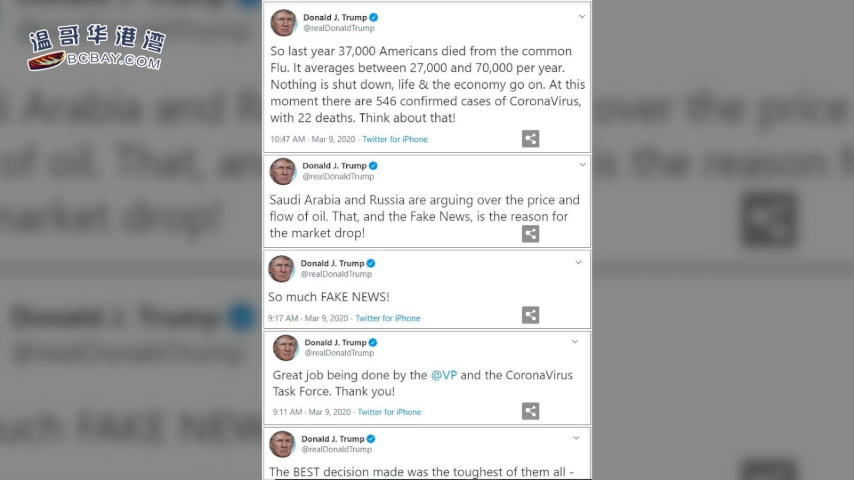 温哥华港湾
BCBAY.COM
Donald J. Trump
@realDonaldTrump
So last year 37,000 Americans died from the common
Flu. It averages between 27,000 and 70,000 per year.
Nothing is shut down, life & the economy go on. At this
moment there are 546 confirmed cases of CoronaVirus,
with 22 deaths. Think about that!
10:47 AM · Mar 9, 2020 · Twitter for iPhone
Donald J. Trump
@realDonaldTrump
Saudi Arabia and Russia are arguing over the price and
flow of oil. That, and the Fake News, is the reason for
the market drop!
Donald J. Trump
@realDonaldTrump
So much FAKE NEWS!
9:17 AM · Mar 9, 2020 · Twitter for iPhone
Donald J. Trump
@realDonaldTrump
Great job being done by the @VP and the CoronaVirus
Task Force. Thank you!
9:11 AM · Mar 9, 2020 · Twitter for iPhone
Donald J. Trump
@realDonaldTrump
The BEST decision made was the toughest of them all -